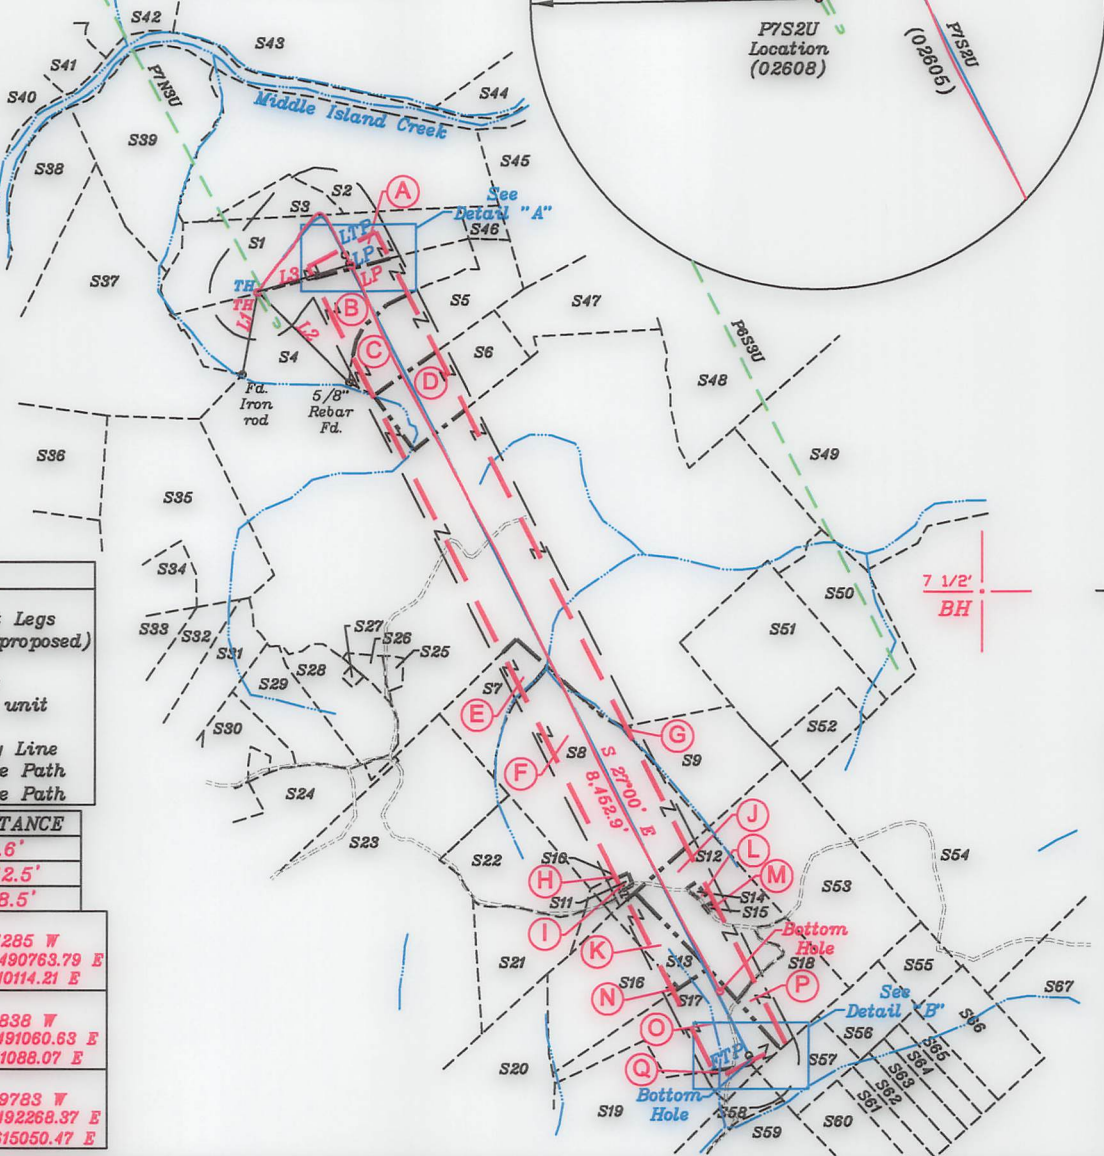 S42
S43
S41
S40
S44
P7N3U
Middle Island Creek
P7S2U
Location
(02608)
P7S2U
(02605)
S39
S38
S45
S2
A
See
Detail "A"
S3
S46
LTP
S1
LP
LP
L3
TH
TH
L1
L2
S37
B
S5
S47
C
S4
S6
D
P6S3U
S48
Fd.
Iron
rod
5/8"
Rebar
Fd.
S36
S35
S49
S34
7 1/2'
BH
S50
Legs
proposed)
S33
S32
S31
S27
S26
S25
S51
S28
S29
S7
unit
S30
E
G
S52
Line
e Path
e Path
F
S8
S 27°00' E
8,452.9'
S9
S24
TANCE
.6'
2.5'
8.5'
S23
S22
S10
S12
J
L
M
S54
H
S11
S14
S15
S53
I
K
Bottom
Hole
S21
S13
S18
S55
S16
N
S17
P
See
Detail "B"
S67
S66
O
S56
S65
S64
S63
S62
S61
FTP
S57
Q
S20
Bottom
Hole
S19
S58
S59
S60
285 W
490763.79 E
0114.21 E
838 W
491060.63 E
1088.07 E
9783 W
492268.37 E
615050.47 E